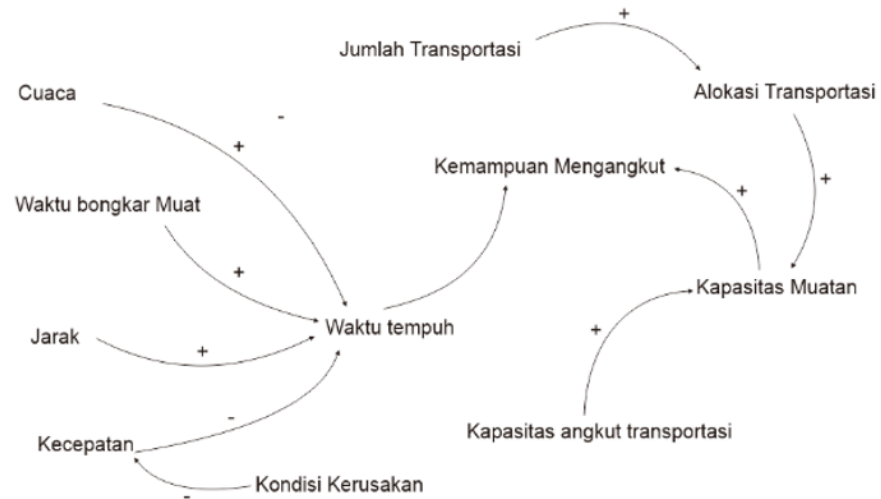 +
Jumlah Transportasi
Cuaca
Alokasi Transportasi
-
+
Kemampuan Mengangkut
+
+
Waktu bongkar Muat
+
Kapasitas Muatan
Waktu tempuh
+
Jarak
+
-
Kapasitas angkut transportasi
Kecepatan
Kondisi Kerusakan
-